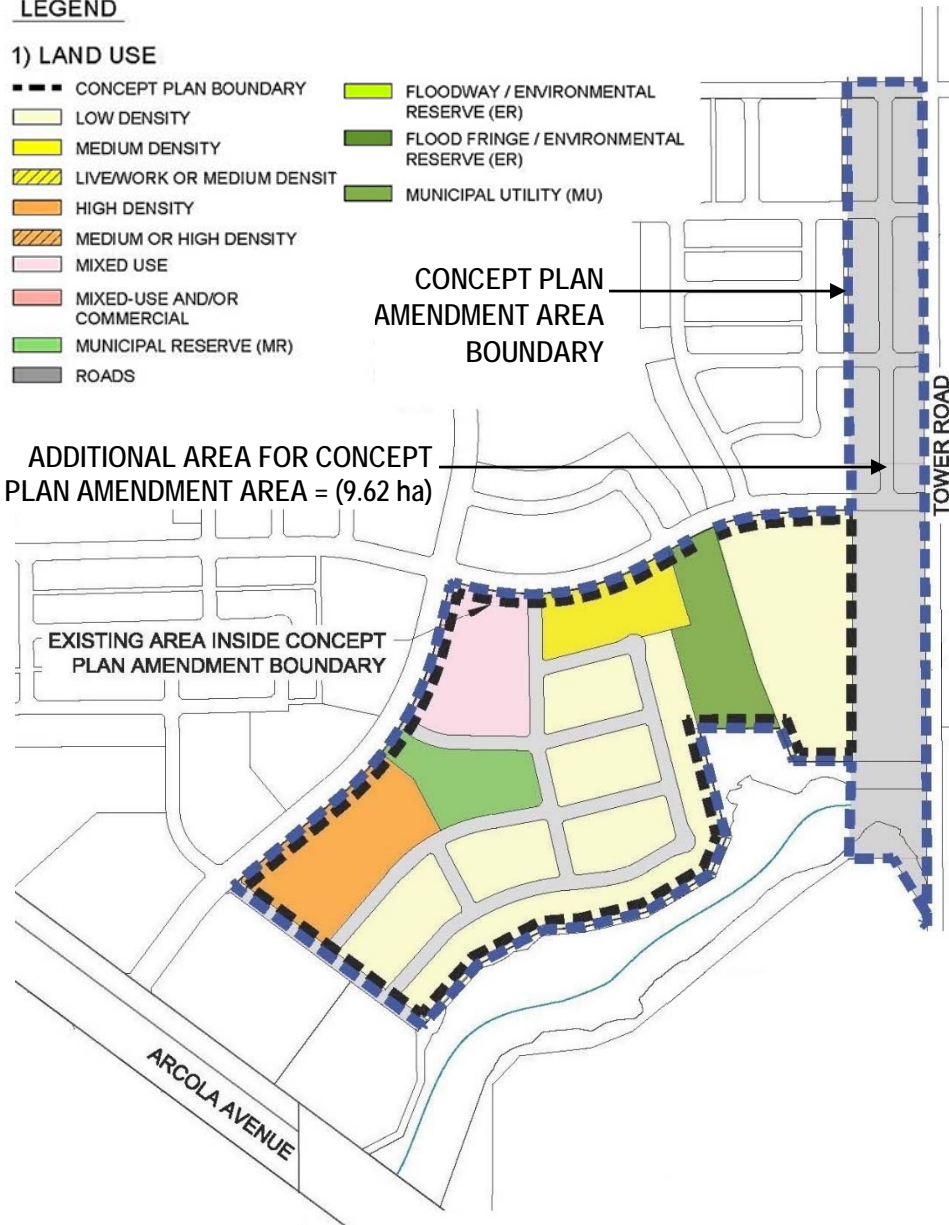 LEGEND
1) LAND USE
CONCEPT PLAN BOUNDARY
LOW DENSITY
MEDIUM DENSITY
LIVE/WORK OR MEDIUM DENSIT
HIGH DENSITY
MEDIUM OR HIGH DENSITY
MIXED USE
MIXED-USE AND/OR
COMMERCIAL
MUNICIPAL RESERVE (MR)
ROADS
FLOODWAY / ENVIRONMENTAL
RESERVE (ER)
FLOOD FRINGE / ENVIRONMENTAL
RESERVE (ER)
MUNICIPAL UTILITY (MU)
CONCEPT PLAN
AMENDMENT AREA
BOUNDARY
TOWER ROAD
ADDITIONAL AREA FOR CONCEPT
PLAN AMENDMENT AREA = (9.62 ha)
EXISTING AREA INSIDE CONCEPT
PLAN AMENDMENT BOUNDARY
ARCOLA AVENUE